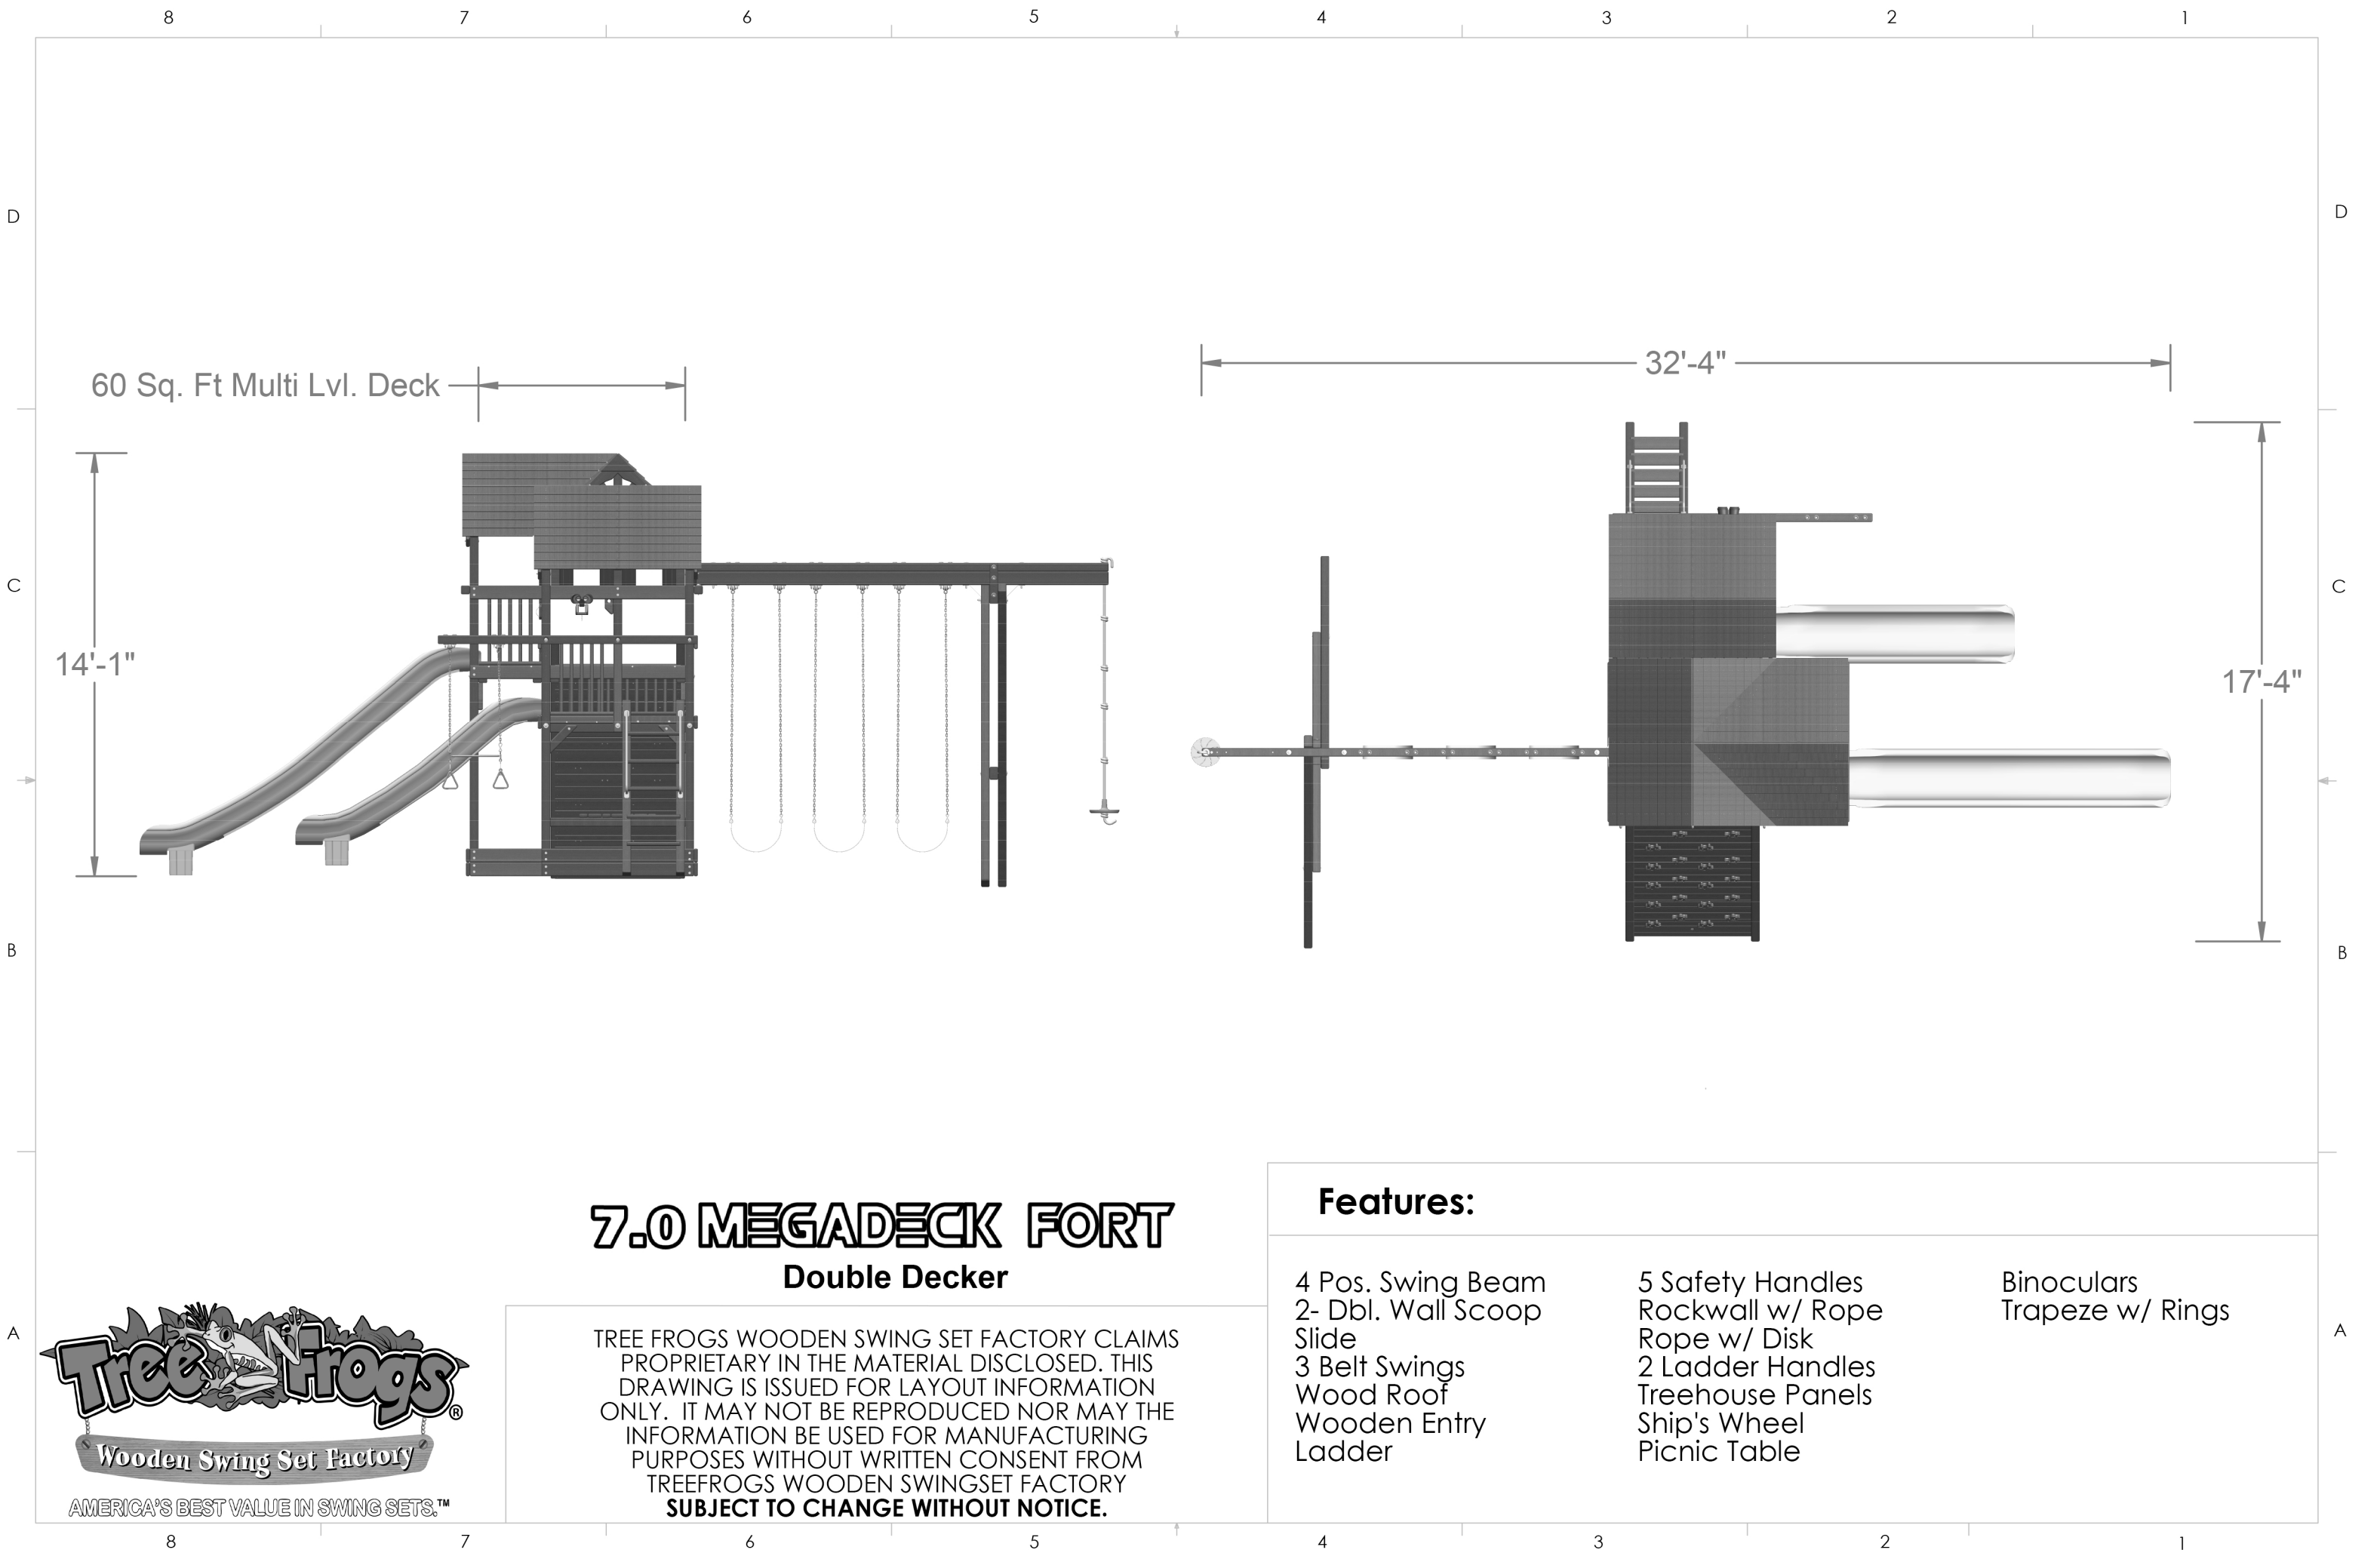 8 7 6 5 4 3 2 1
D D
32'-4"
60 Sq. Ft Multi Lvl. Deck
C C
14'-1"
17'-4"
B B
7.0 MEGADECK FORT
Double Decker
Features:
4 Pos. Swing Beam
2- Dbl. Wall Scoop
Slide
3 Belt Swings
Wood Roof
Wooden Entry
Ladder
5 Safety Handles
Rockwall w/ Rope
Rope w/ Disk
2 Ladder Handles
Treehouse Panels
Ship's Wheel
Picnic Table
Binoculars
Trapeze w/ Rings
A A
TREE FROGS WOODEN SWING SET FACTORY CLAIMS
PROPRIETARY IN THE MATERIAL DISCLOSED. THIS
DRAWING IS ISSUED FOR LAYOUT INFORMATION
ONLY.  IT MAY NOT BE REPRODUCED NOR MAY THE
INFORMATION BE USED FOR MANUFACTURING
PURPOSES WITHOUT WRITTEN CONSENT FROM
TREEFROGS WOODEN SWINGSET FACTORY
SUBJECT TO CHANGE WITHOUT NOTICE.
Tree Frogs®
Wooden Swing Set Factory
AMERICA'S BEST VALUE IN SWING SETS.™
8 7 6 5 4 3 2 1